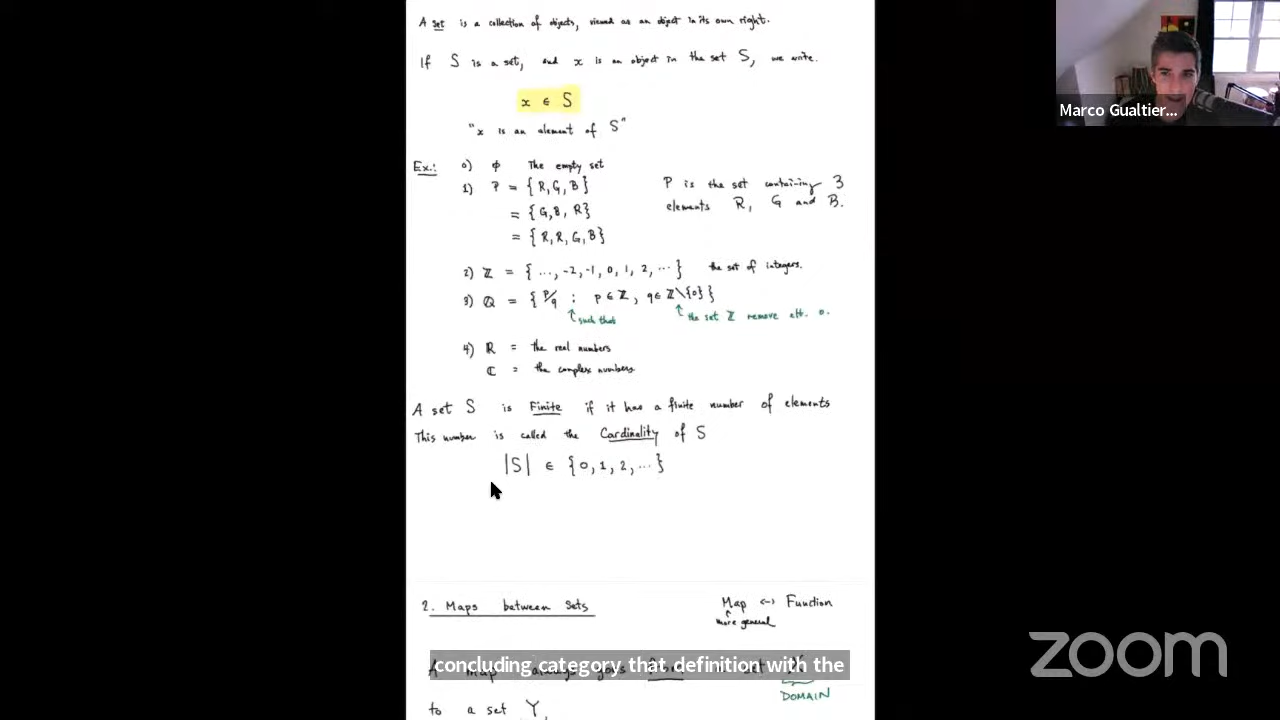 A set is a collection of objects, viewed as an object in its own right.
If S is a set, and x is an object in the set S, we write.
x ∈ S
"x is an element of S"
Ex.: 0) φ The empty set
1) P = {R, G, B}
= {G, B, R}
= {R, R, G, B}
P is the set containing 3
elements R, G and B.
2) ℤ = {..., -2, -1, 0, 1, 2, ...} the set of integers.
3) ℚ = {p/q : p ∈ ℤ, q ∈ ℤ\{0}}
↑ such that ↑ the set ℤ remove elt. 0.
4) ℝ = the real numbers
ℂ = the complex numbers
A set S is Finite if it has a finite number of elements
This number is called the Cardinality of S
|S| ∈ {0, 1, 2, ...}
2. Maps between Sets
Map ↔ Function
↑
more general
A map always goes set
concluding category that definition with the
DOMAIN
to a set Y,
Marco Gualtier...
zoom